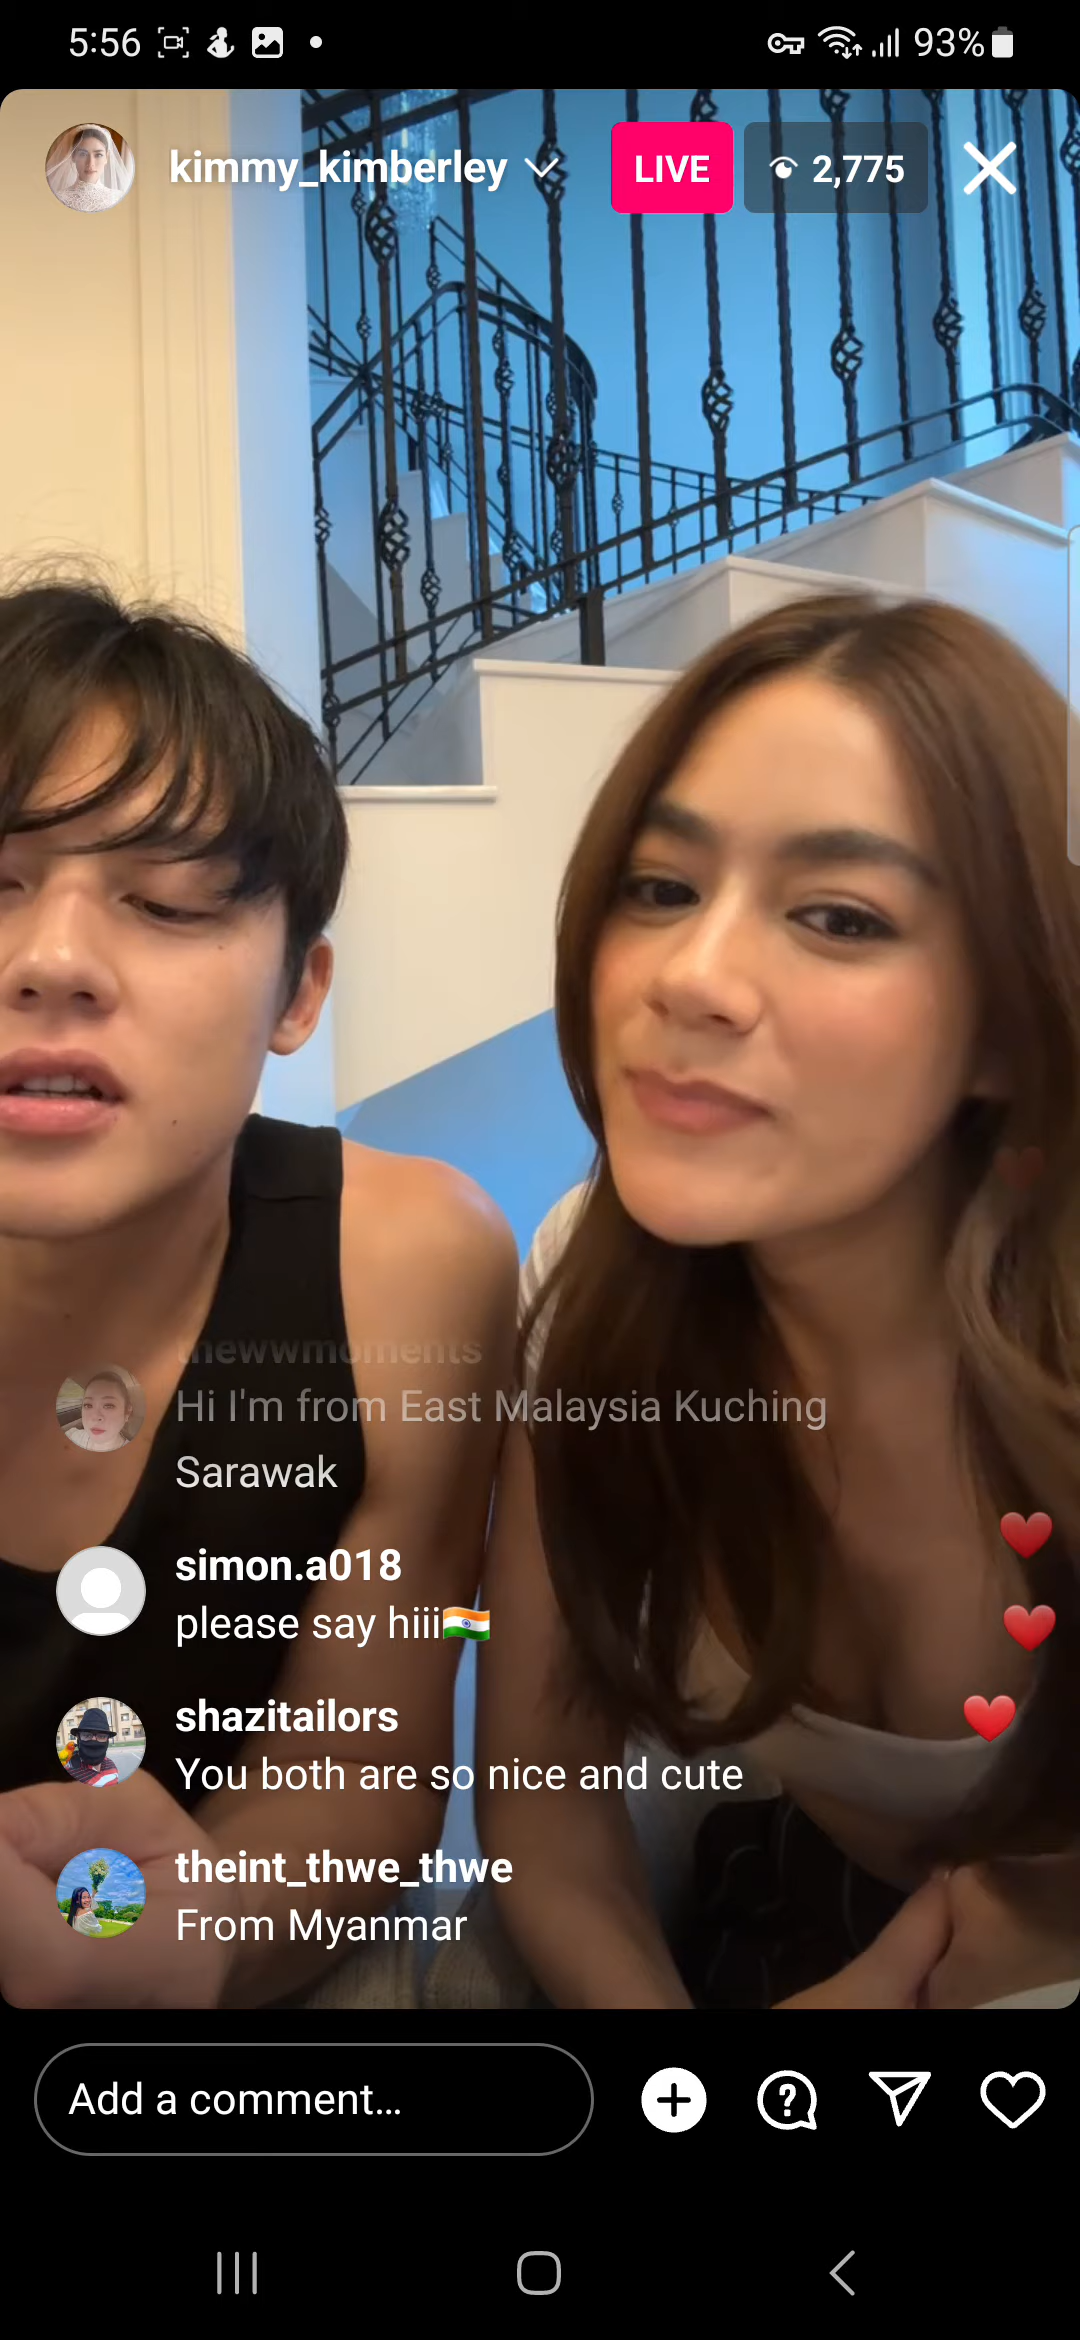 5:56
93%
kimmy_kimberley
LIVE
2,775
thewwmoments
Hi I'm from East Malaysia Kuching
Sarawak
simon.a018
please say hiii🇮🇳
shazitailors
You both are so nice and cute
theint_thwe_thwe
From Myanmar
Add a comment…